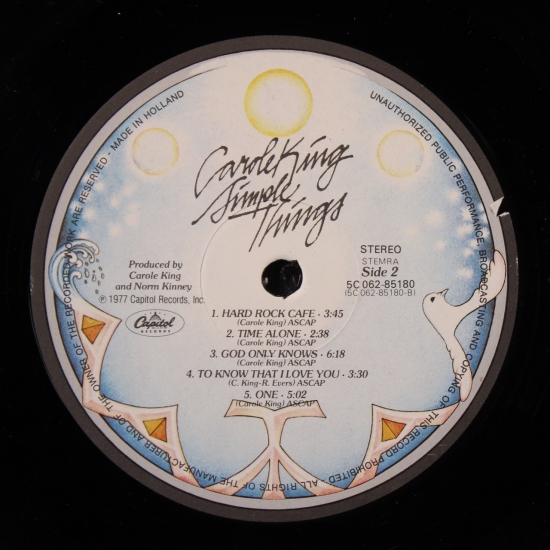 Carole King
Simple
Things
STEREO
STEMRA
Side 2
5C 062-85180
(5C 062-85180-B)
Produced by
Carole King
and Norm Kinney
℗ 1977 Capitol Records, Inc.
Capitol
RECORDS
1. HARD ROCK CAFE · 3:45
(Carole King) ASCAP
2. TIME ALONE · 2:38
(Carole King) ASCAP
3. GOD ONLY KNOWS · 6:18
(Carole King) ASCAP
4. TO KNOW THAT I LOVE YOU · 3:30
(C. King-R. Evers) ASCAP
5. ONE · 5:02
(Carole King) ASCAP
UNAUTHORIZED PUBLIC PERFORMANCE, BROADCASTING AND COPYING OF THIS RECORD PROHIBITED - ALL RIGHTS OF THE MANUFACTURER AND OF THE OWNER OF THE RECORDED WORK ARE RESERVED - MADE IN HOLLAND